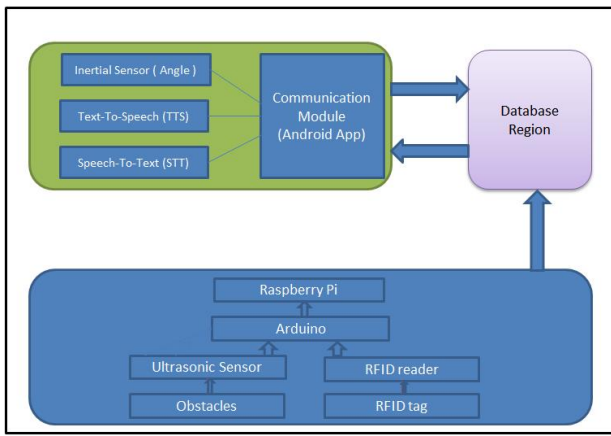 Inertial Sensor ( Angle )
Text-To-Speech (TTS)
Speech-To-Text (STT)
Communication
Module
(Android App)
Database
Region
Raspberry Pi
Arduino
Ultrasonic Sensor
RFID reader
Obstacles
RFID tag